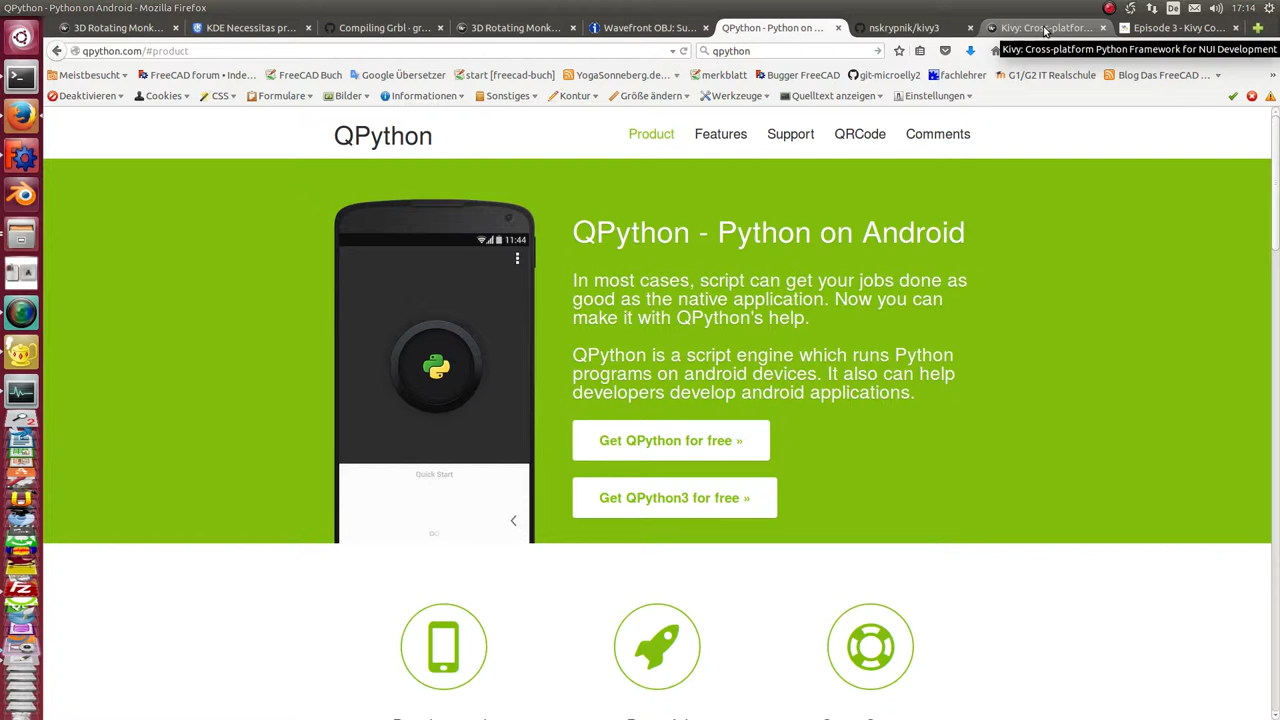 QPython - Python on Android - Mozilla Firefox
17:14
3D Rotating Monk...
KDE Necessitas pr...
Compiling Grbl · gr...
3D Rotating Monk...
Wavefront OBJ: Su...
QPython - Python on ...
nskrypnik/kivy3
Kivy: Cross-platfor...
Episode 3 - Kivy Co...
qpython.com/#product
qpython
Kivy: Cross-platform Python Framework for NUI Development
Meistbesucht
FreeCAD forum • Inde...
FreeCAD Buch
Google Übersetzer
start [freecad-buch]
YogaSonneberg.de...
merkblatt
Bugger FreeCAD
git-microelly2
fachlehrer
G1/G2 IT Realschule
Blog Das FreeCAD ...
Deaktivieren
Cookies
CSS
Formulare
Bilder
Informationen
Sonstiges
Kontur
Größe ändern
Werkzeuge
Quelltext anzeigen
Einstellungen
QPython
Product
Features
Support
QRCode
Comments
11:44
QPython - Python on Android
In most cases, script can get your jobs done as
good as the native application. Now you can
make it with QPython's help.
QPython is a script engine which runs Python
programs on android devices. It also can help
developers develop android applications.
Get QPython for free »
Get QPython3 for free »
Quick Start